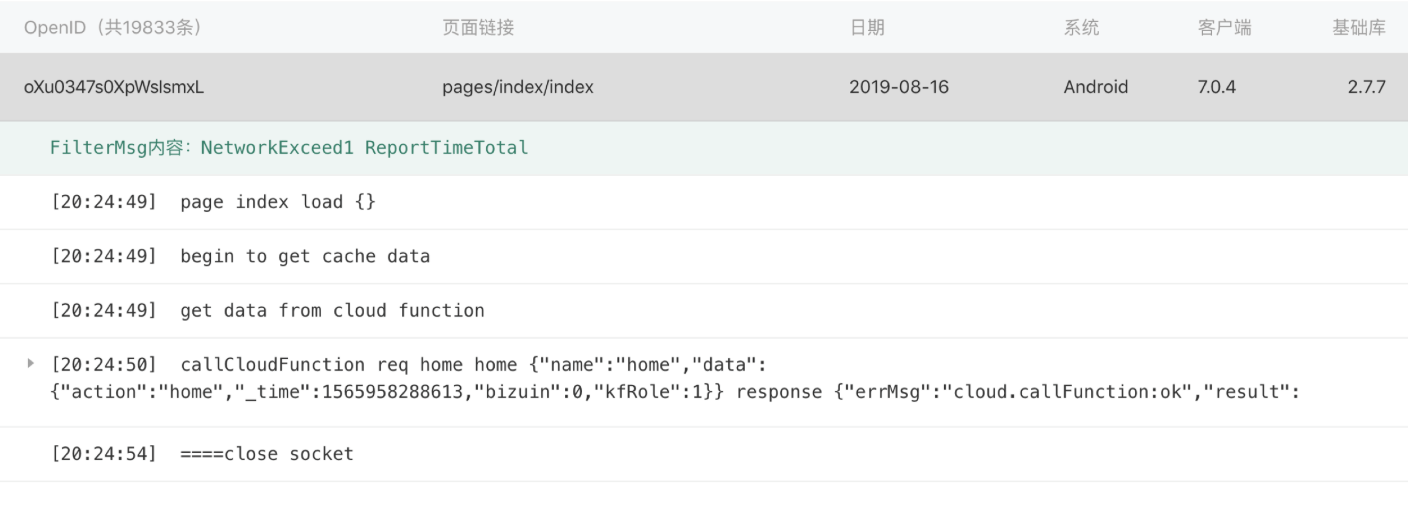 OpenID（共19833条） 页面链接 日期 系统 客户端 基础库
oXu0347s0XpWslsmxL pages/index/index 2019-08-16 Android 7.0.4 2.7.7
FilterMsg内容：NetworkExceed1 ReportTimeTotal
[20:24:49] page index load {}
[20:24:49] begin to get cache data
[20:24:49] get data from cloud function
[20:24:50] callCloudFunction req home home {"name":"home","data":
{"action":"home","_time":1565958288613,"bizuin":0,"kfRole":1}} response {"errMsg":"cloud.callFunction:ok","result":
[20:24:54] ====close socket